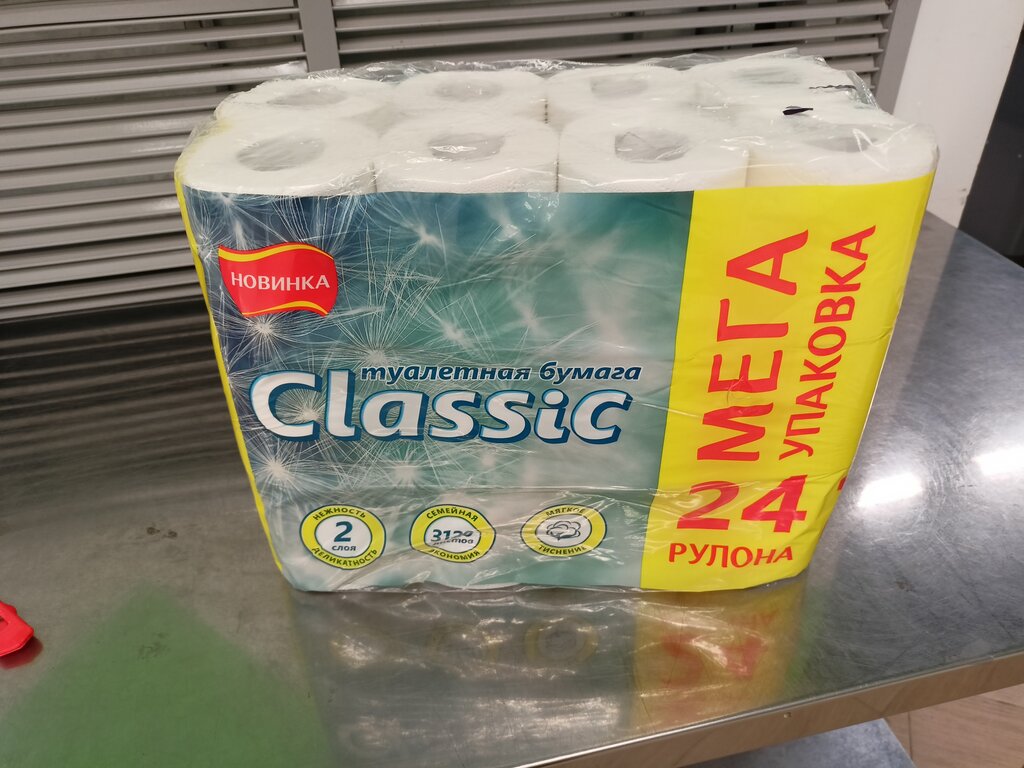 НОВИНКА
туалетная бумага
Classic
НЕЖНОСТЬ
2
СЛОЯ
ДЕЛИКАТНОСТЬ
СЕМЕЙНАЯ
ЭКОНОМИЯ
МЯГКОЕ
ТИСНЕНИЕ
МЕГА
УПАКОВКА
24
РУЛОНА